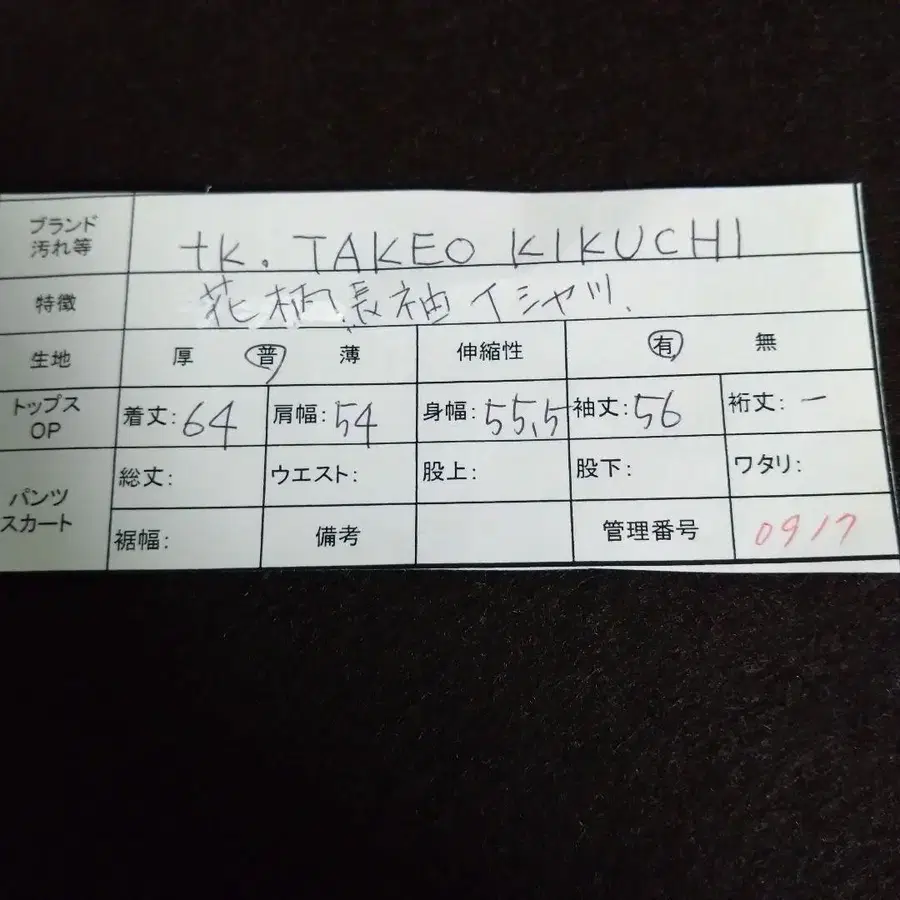 ブランド
汚れ等
tk. TAKEO KIKUCHI
特徴
花柄長袖イシャツ.
生地 厚 普 薄 伸縮性 有 無
トップス
OP
着丈:64 肩幅:54 身幅:55,5 袖丈:56 裄丈:ー
パンツ
スカート
総丈: ウエスト: 股上: 股下: ワタリ:
裾幅: 備考 管理番号 0917